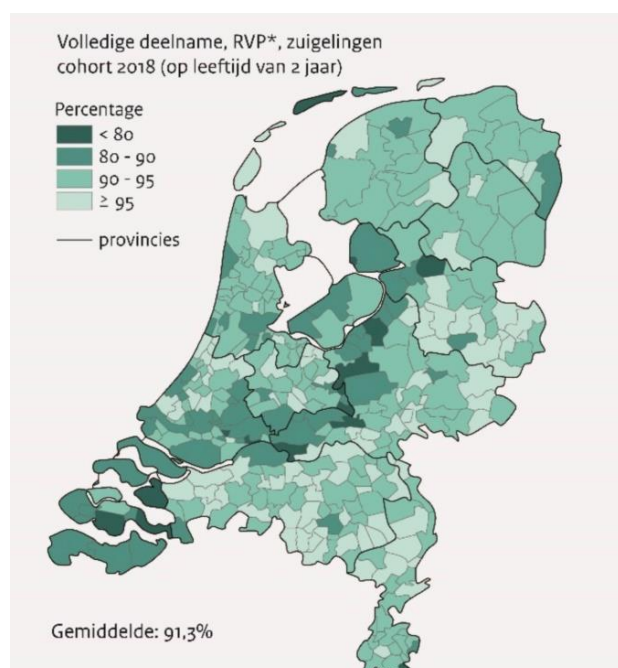 Volledige deelname, RVP*, zuigelingen
cohort 2018 (op leeftijd van 2 jaar)
Percentage
< 80
80 - 90
90 - 95
≥ 95
provincies
Gemiddelde: 91,3%